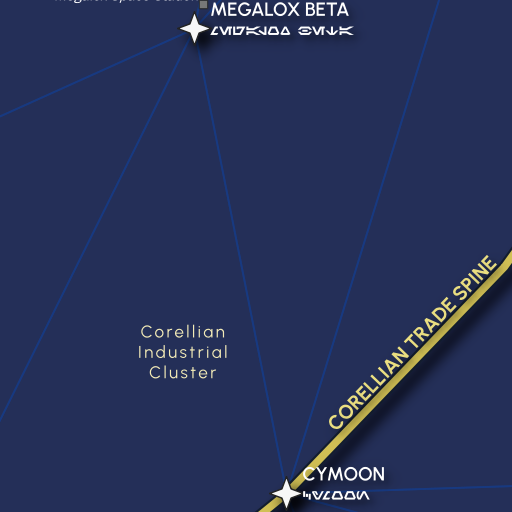 MEGALOX BETA
Corellian
Industrial
Cluster
CORELLIAN TRADE SPINE
CYMOON